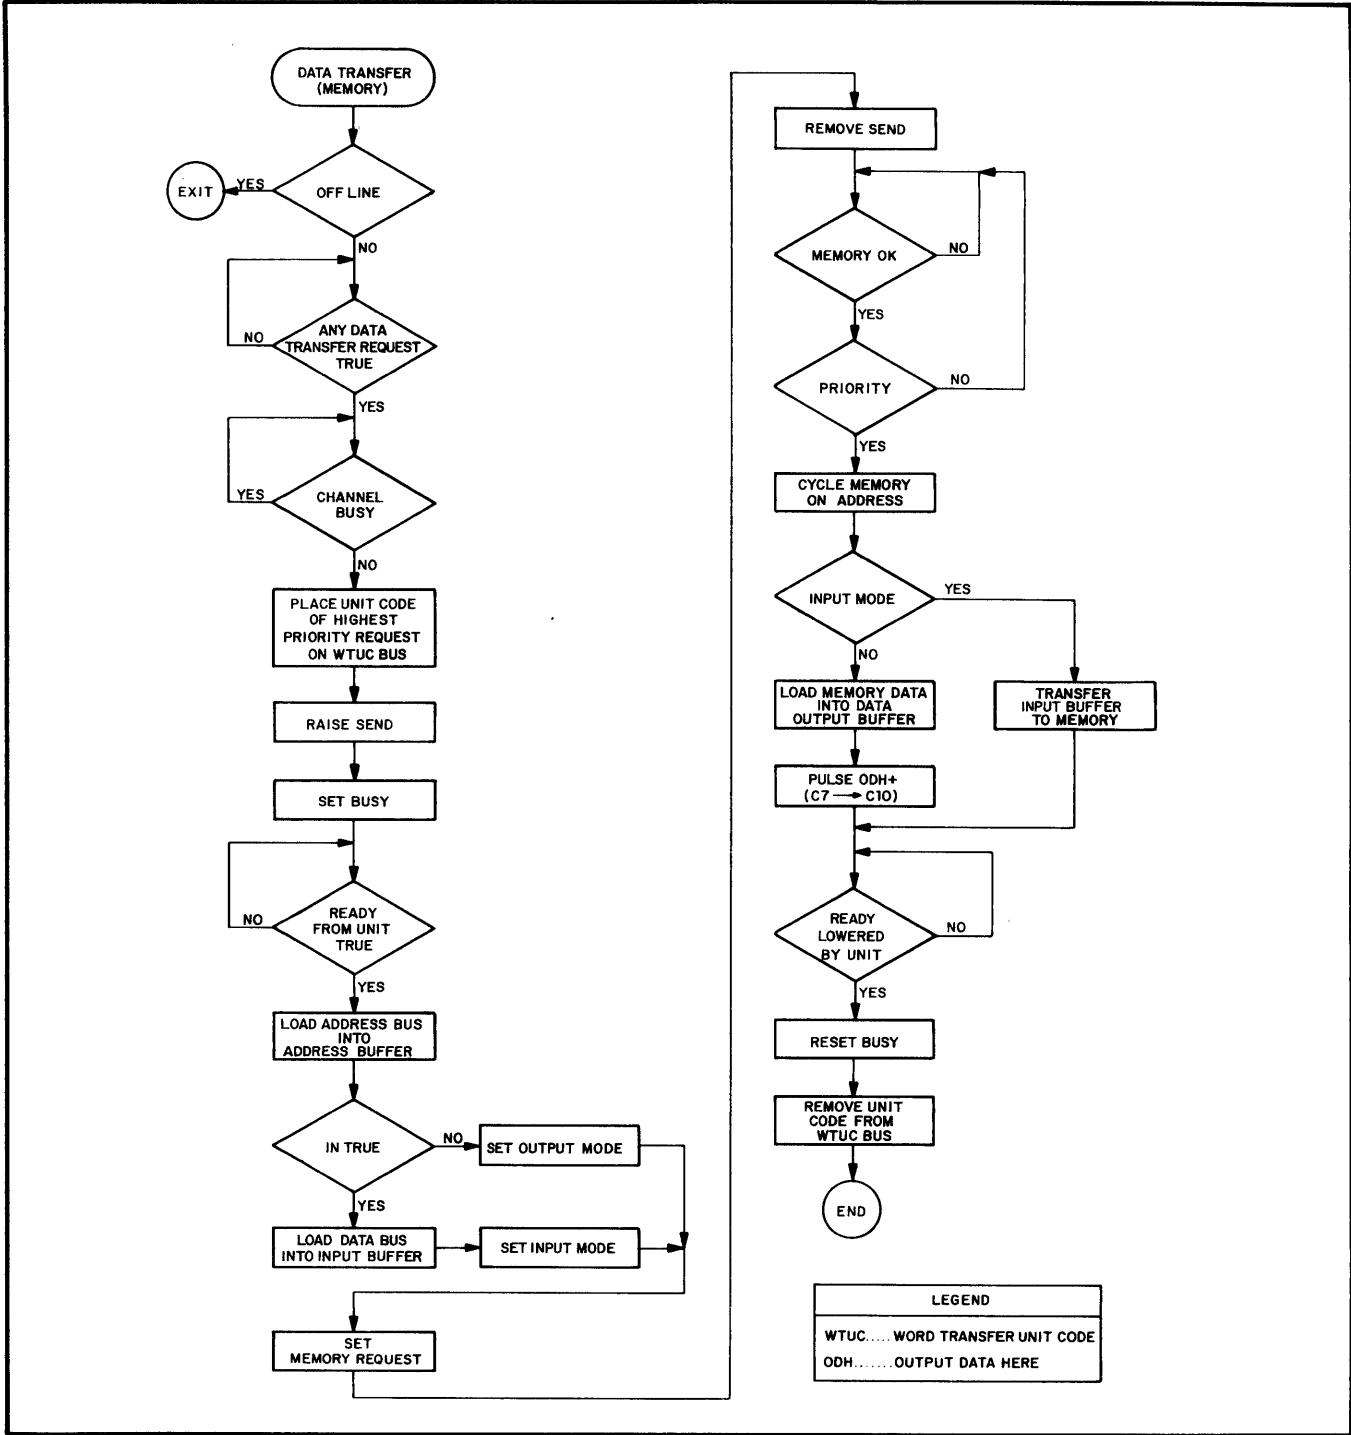 DATA TRANSFER
(MEMORY)
OFF LINE
YES
EXIT
NO
ANY DATA
TRANSFER REQUEST
TRUE
NO
YES
CHANNEL
BUSY
YES
NO
PLACE UNIT CODE
OF HIGHEST
PRIORITY REQUEST
ON WTUC BUS
RAISE SEND
SET BUSY
READY
FROM UNIT
TRUE
NO
YES
LOAD ADDRESS BUS
INTO
ADDRESS BUFFER
IN TRUE
NO
SET OUTPUT MODE
YES
LOAD DATA BUS
INTO INPUT BUFFER
SET INPUT MODE
SET
MEMORY REQUEST
REMOVE SEND
MEMORY OK
NO
YES
PRIORITY
NO
YES
CYCLE MEMORY
ON ADDRESS
INPUT MODE
YES
NO
LOAD MEMORY DATA
INTO DATA
OUTPUT BUFFER
TRANSFER
INPUT BUFFER
TO MEMORY
PULSE ODH+
(C7 → C10)
READY
LOWERED
BY UNIT
NO
YES
RESET BUSY
REMOVE UNIT
CODE FROM
WTUC BUS
END
LEGEND
WTUC..... WORD TRANSFER UNIT CODE
ODH.......OUTPUT DATA HERE